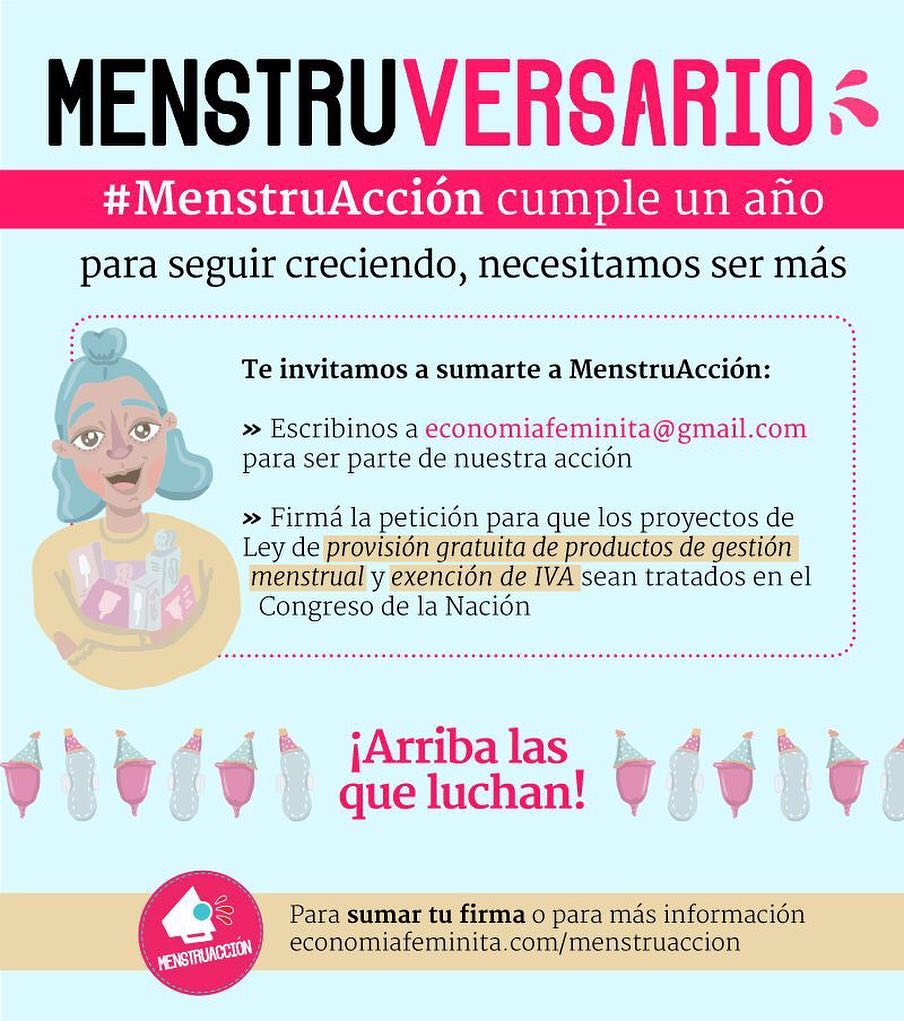 MENSTRUVERSARIO
#MenstruAcción cumple un año
para seguir creciendo, necesitamos ser más
Te invitamos a sumarte a MenstruAcción:
» Escribinos a economiafeminita@gmail.com
para ser parte de nuestra acción
» Firmá la petición para que los proyectos de
Ley de provisión gratuita de productos de gestión
menstrual y exención de IVA sean tratados en el
Congreso de la Nación
¡Arriba las
que luchan!
MENSTRUACCIÓN
Para sumar tu firma o para más información
economiafeminita.com/menstruaccion